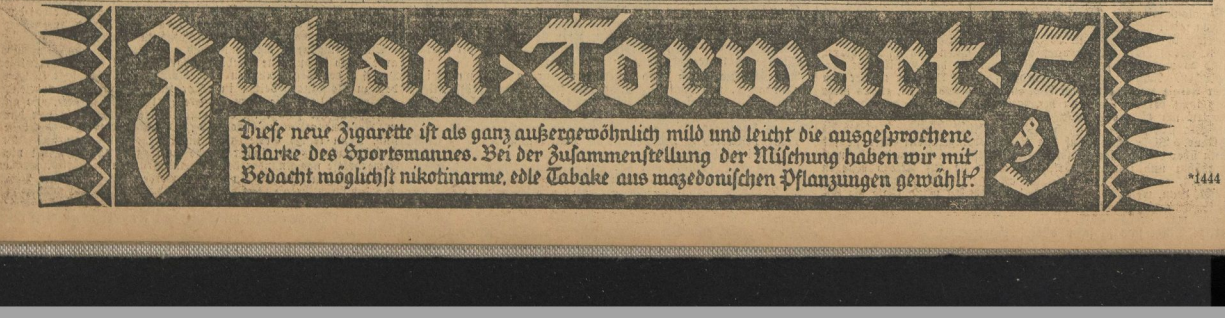 Zuban >Torwart< 5 ₰
Diese neue Zigarette ist als ganz außergewöhnlich mild und leicht die ausgesprochene
Marke des Sportsmannes. Bei der Zusammenstellung der Mischung haben wir mit
Bedacht möglichst nikotinarme, edle Tabake aus mazedonischen Pflanzungen gewählt.
*1444